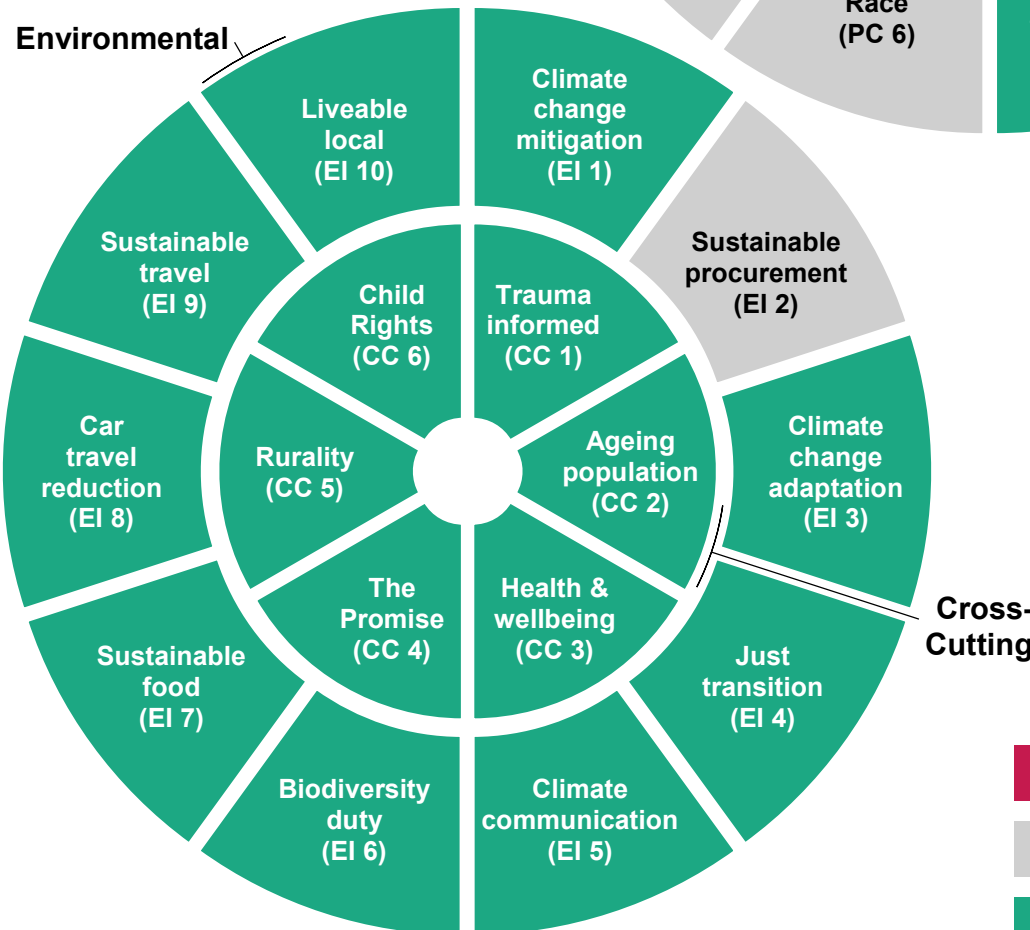 Race
(PC 6)
Environmental
Climate
change
mitigation
(EI 1)
Sustainable
procurement
(EI 2)
Climate
change
adaptation
(EI 3)
Just
transition
(EI 4)
Climate
communication
(EI 5)
Biodiversity
duty
(EI 6)
Sustainable
food
(EI 7)
Car
travel
reduction
(EI 8)
Sustainable
travel
(EI 9)
Liveable
local
(EI 10)
Trauma
informed
(CC 1)
Ageing
population
(CC 2)
Health &
wellbeing
(CC 3)
The
Promise
(CC 4)
Rurality
(CC 5)
Child
Rights
(CC 6)
Cross-
Cutting